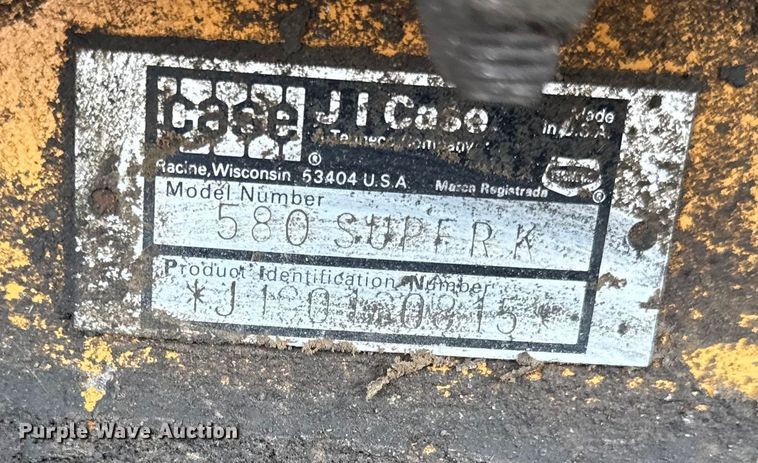 case
J I Case
A Tenneco Company
Made
in U.S.A.
®
Racine, Wisconsin 53404 U.S.A.
Marca Registrada
®
Model Number
580 SUPER K
Product Identification Number
Purple Wave Auction